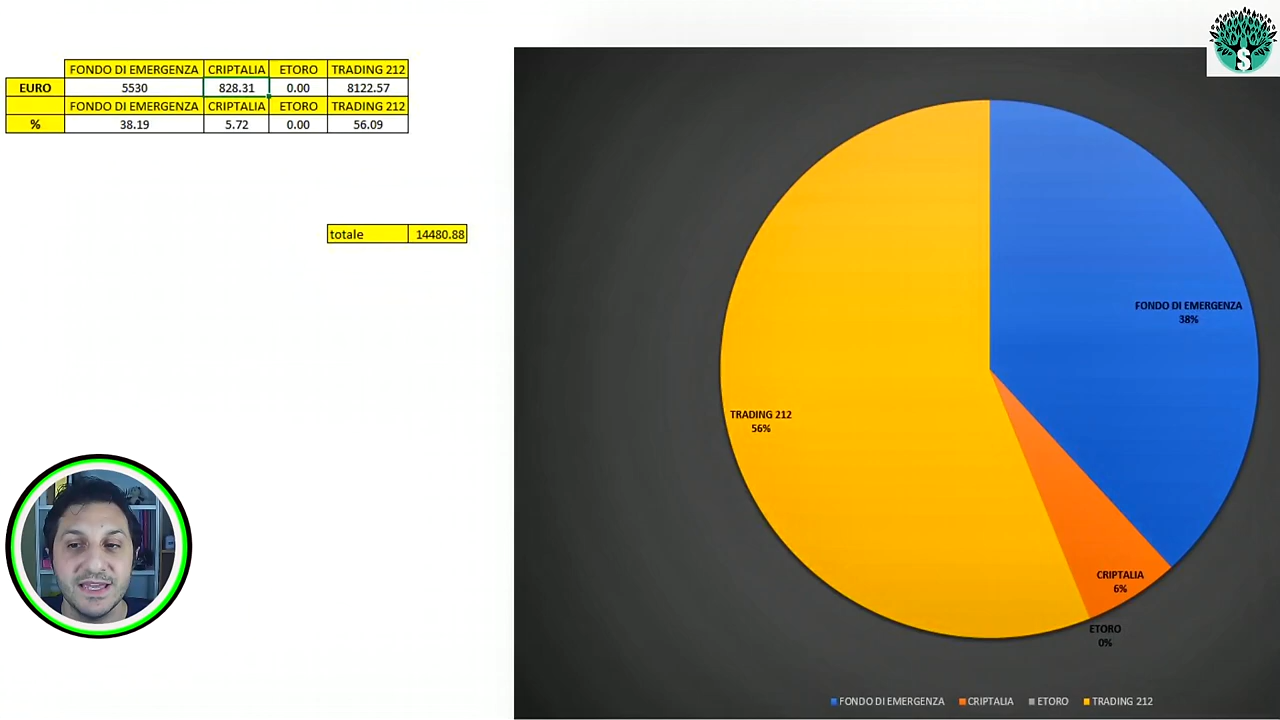 FONDO DI EMERGENZA CRIPTALIA ETORO TRADING 212
EURO 5530 828.31 0.00 8122.57
FONDO DI EMERGENZA CRIPTALIA ETORO TRADING 212
% 38.19 5.72 0.00 56.09
totale 14480.88
$
FONDO DI EMERGENZA
38%
TRADING 212
56%
CRIPTALIA
6%
ETORO
0%
FONDO DI EMERGENZA CRIPTALIA ETORO TRADING 212